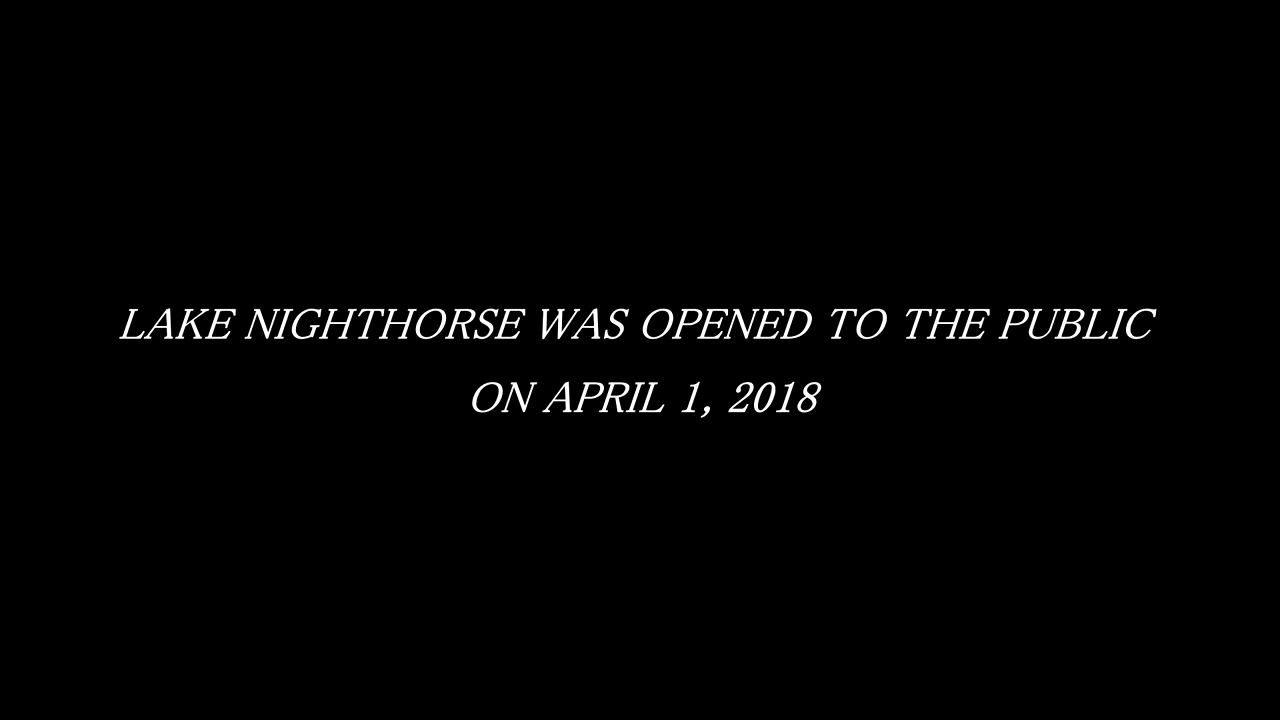 LAKE NIGHTHORSE WAS OPENED TO THE PUBLIC
ON APRIL 1, 2018